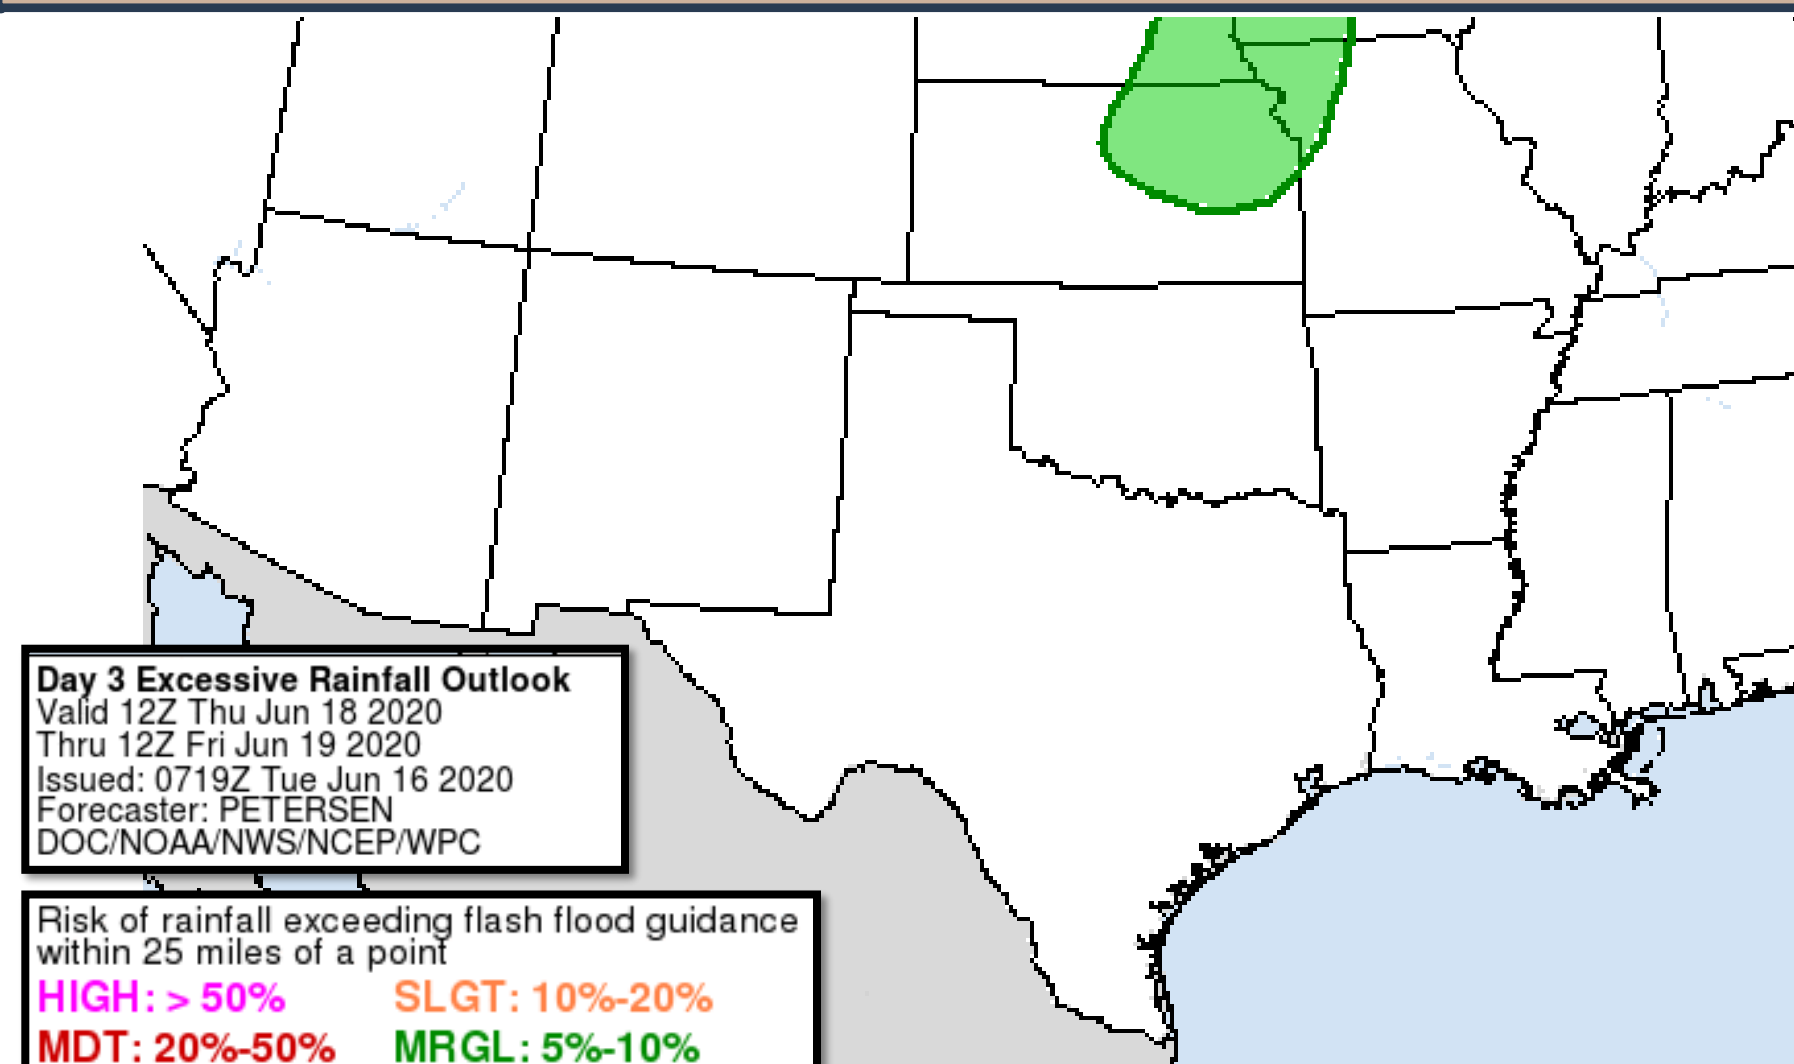 Day 3 Excessive Rainfall Outlook
Valid 12Z Thu Jun 18 2020
Thru 12Z Fri Jun 19 2020
Issued: 0719Z Tue Jun 16 2020
Forecaster: PETERSEN
DOC/NOAA/NWS/NCEP/WPC
Risk of rainfall exceeding flash flood guidance
within 25 miles of a point
HIGH: > 50% SLGT: 10%-20%
MDT: 20%-50% MRGL: 5%-10%